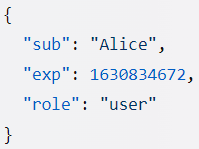 {
  "sub": "Alice",
  "exp": 1630834672,
  "role": "user"
}